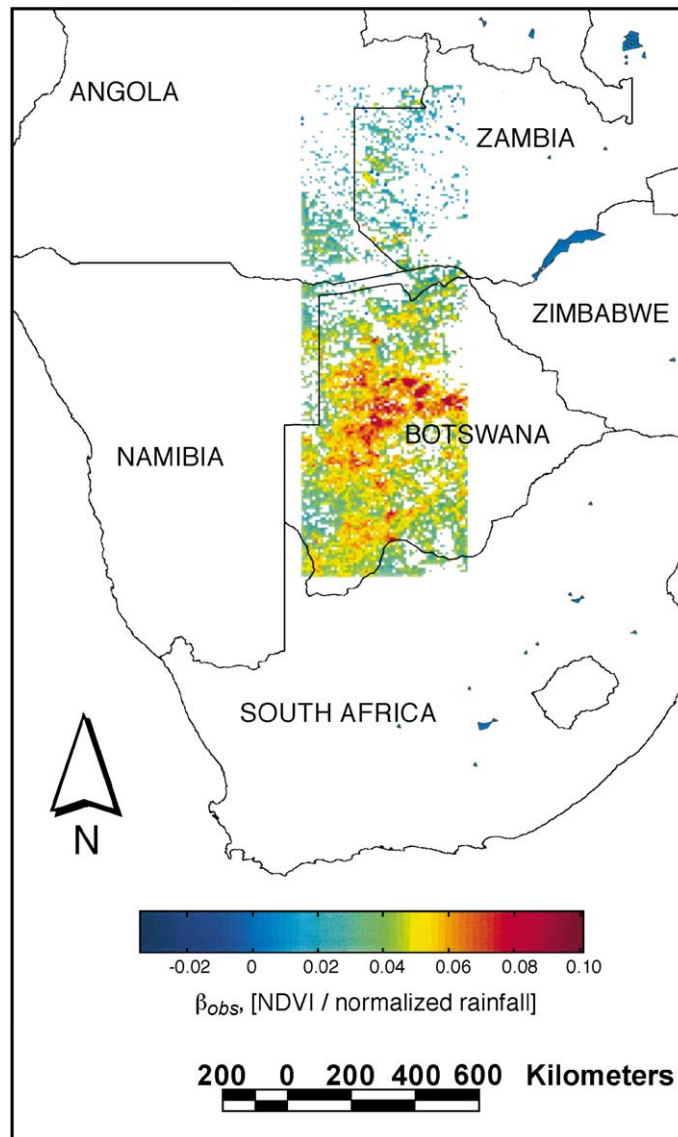 ANGOLA
ZAMBIA
ZIMBABWE
NAMIBIA
BOTSWANA
SOUTH AFRICA
N
-0.02 0 0.02 0.04 0.06 0.08 0.10
βobs, [NDVI / normalized rainfall]
200 0 200 400 600 Kilometers